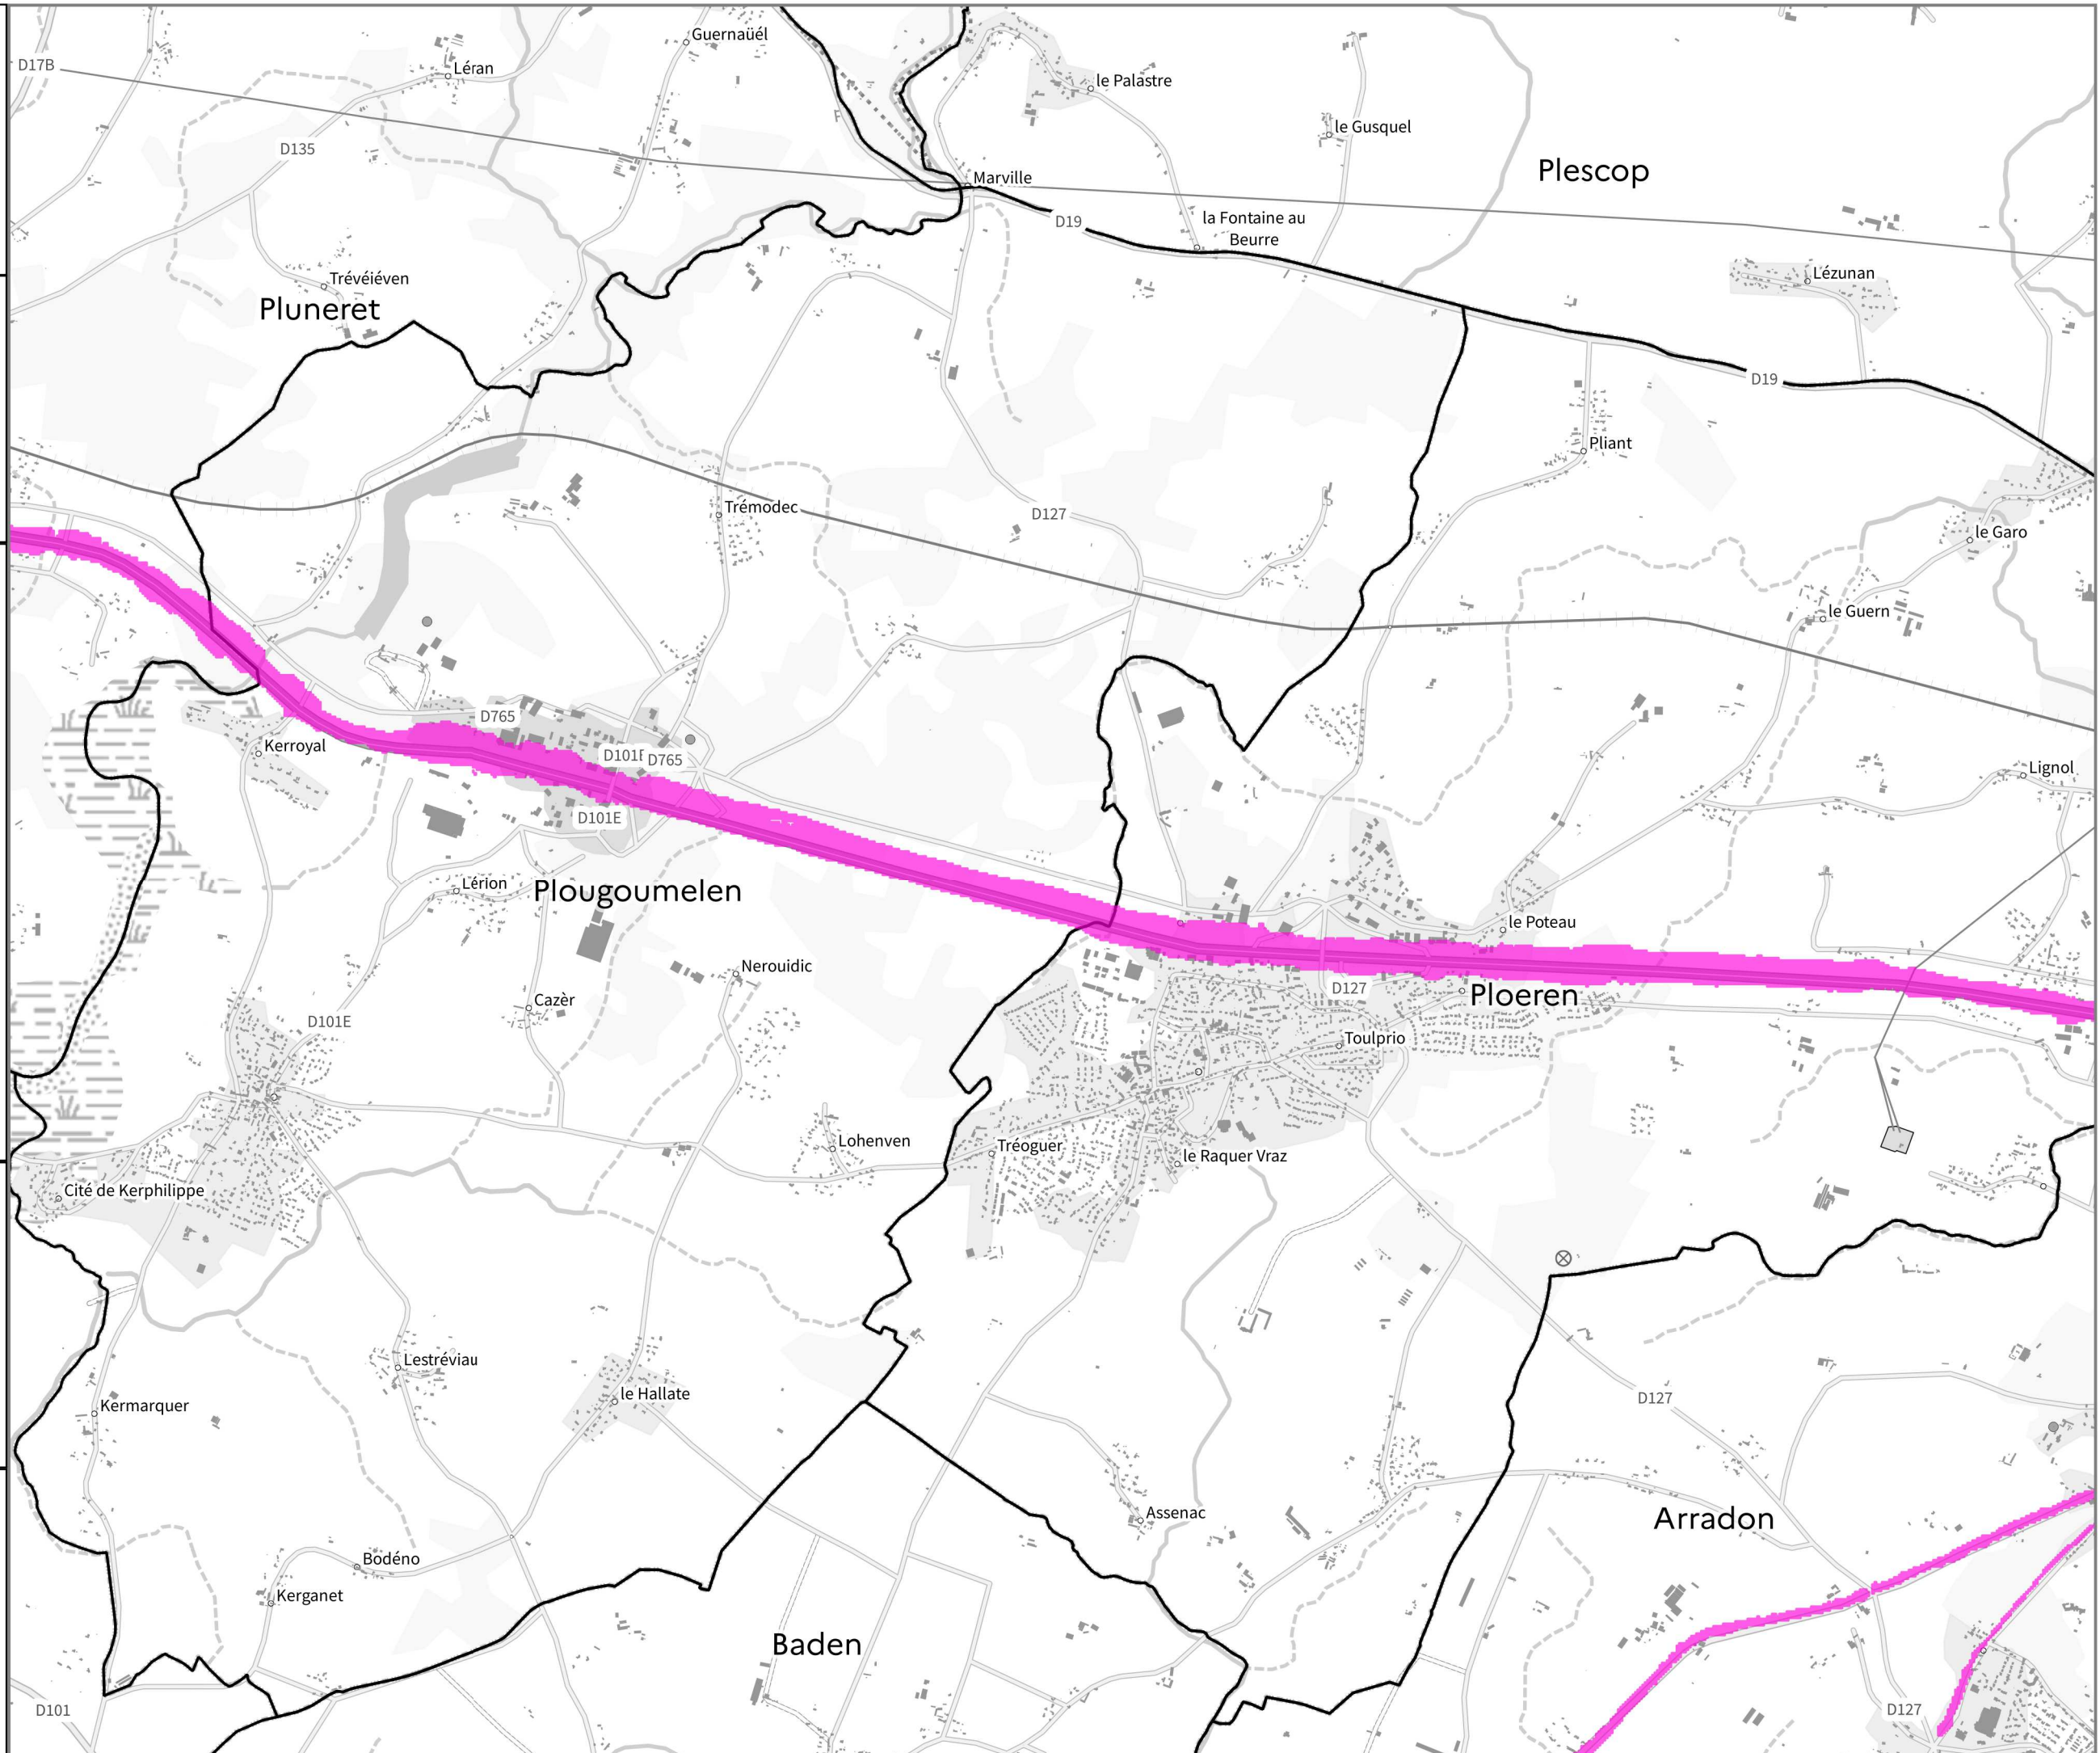 Guernaüél
D17B
Léran
le Palastre
le Gusquel
D135
Plescop
Marville
D19
la Fontaine au
Beurre
Trévéiéven
Lézunan
Pluneret
D19
Pliant
Trémodec
D127
le Garo
le Guern
D765
Kerroyal
D101E
D765
Lignol
D101E
Lérion
Plougoumelen
le Poteau
Nerouidic
D127
Ploeren
Cazèr
D101E
Toulprio
Lohenven
Tréoguer
le Raquer Vraz
Cité de Kerphilippe
Lestréviau
le Hallate
D127
Kermarquer
Assenac
Arradon
Bodéno
Kerganet
Baden
D101
D127